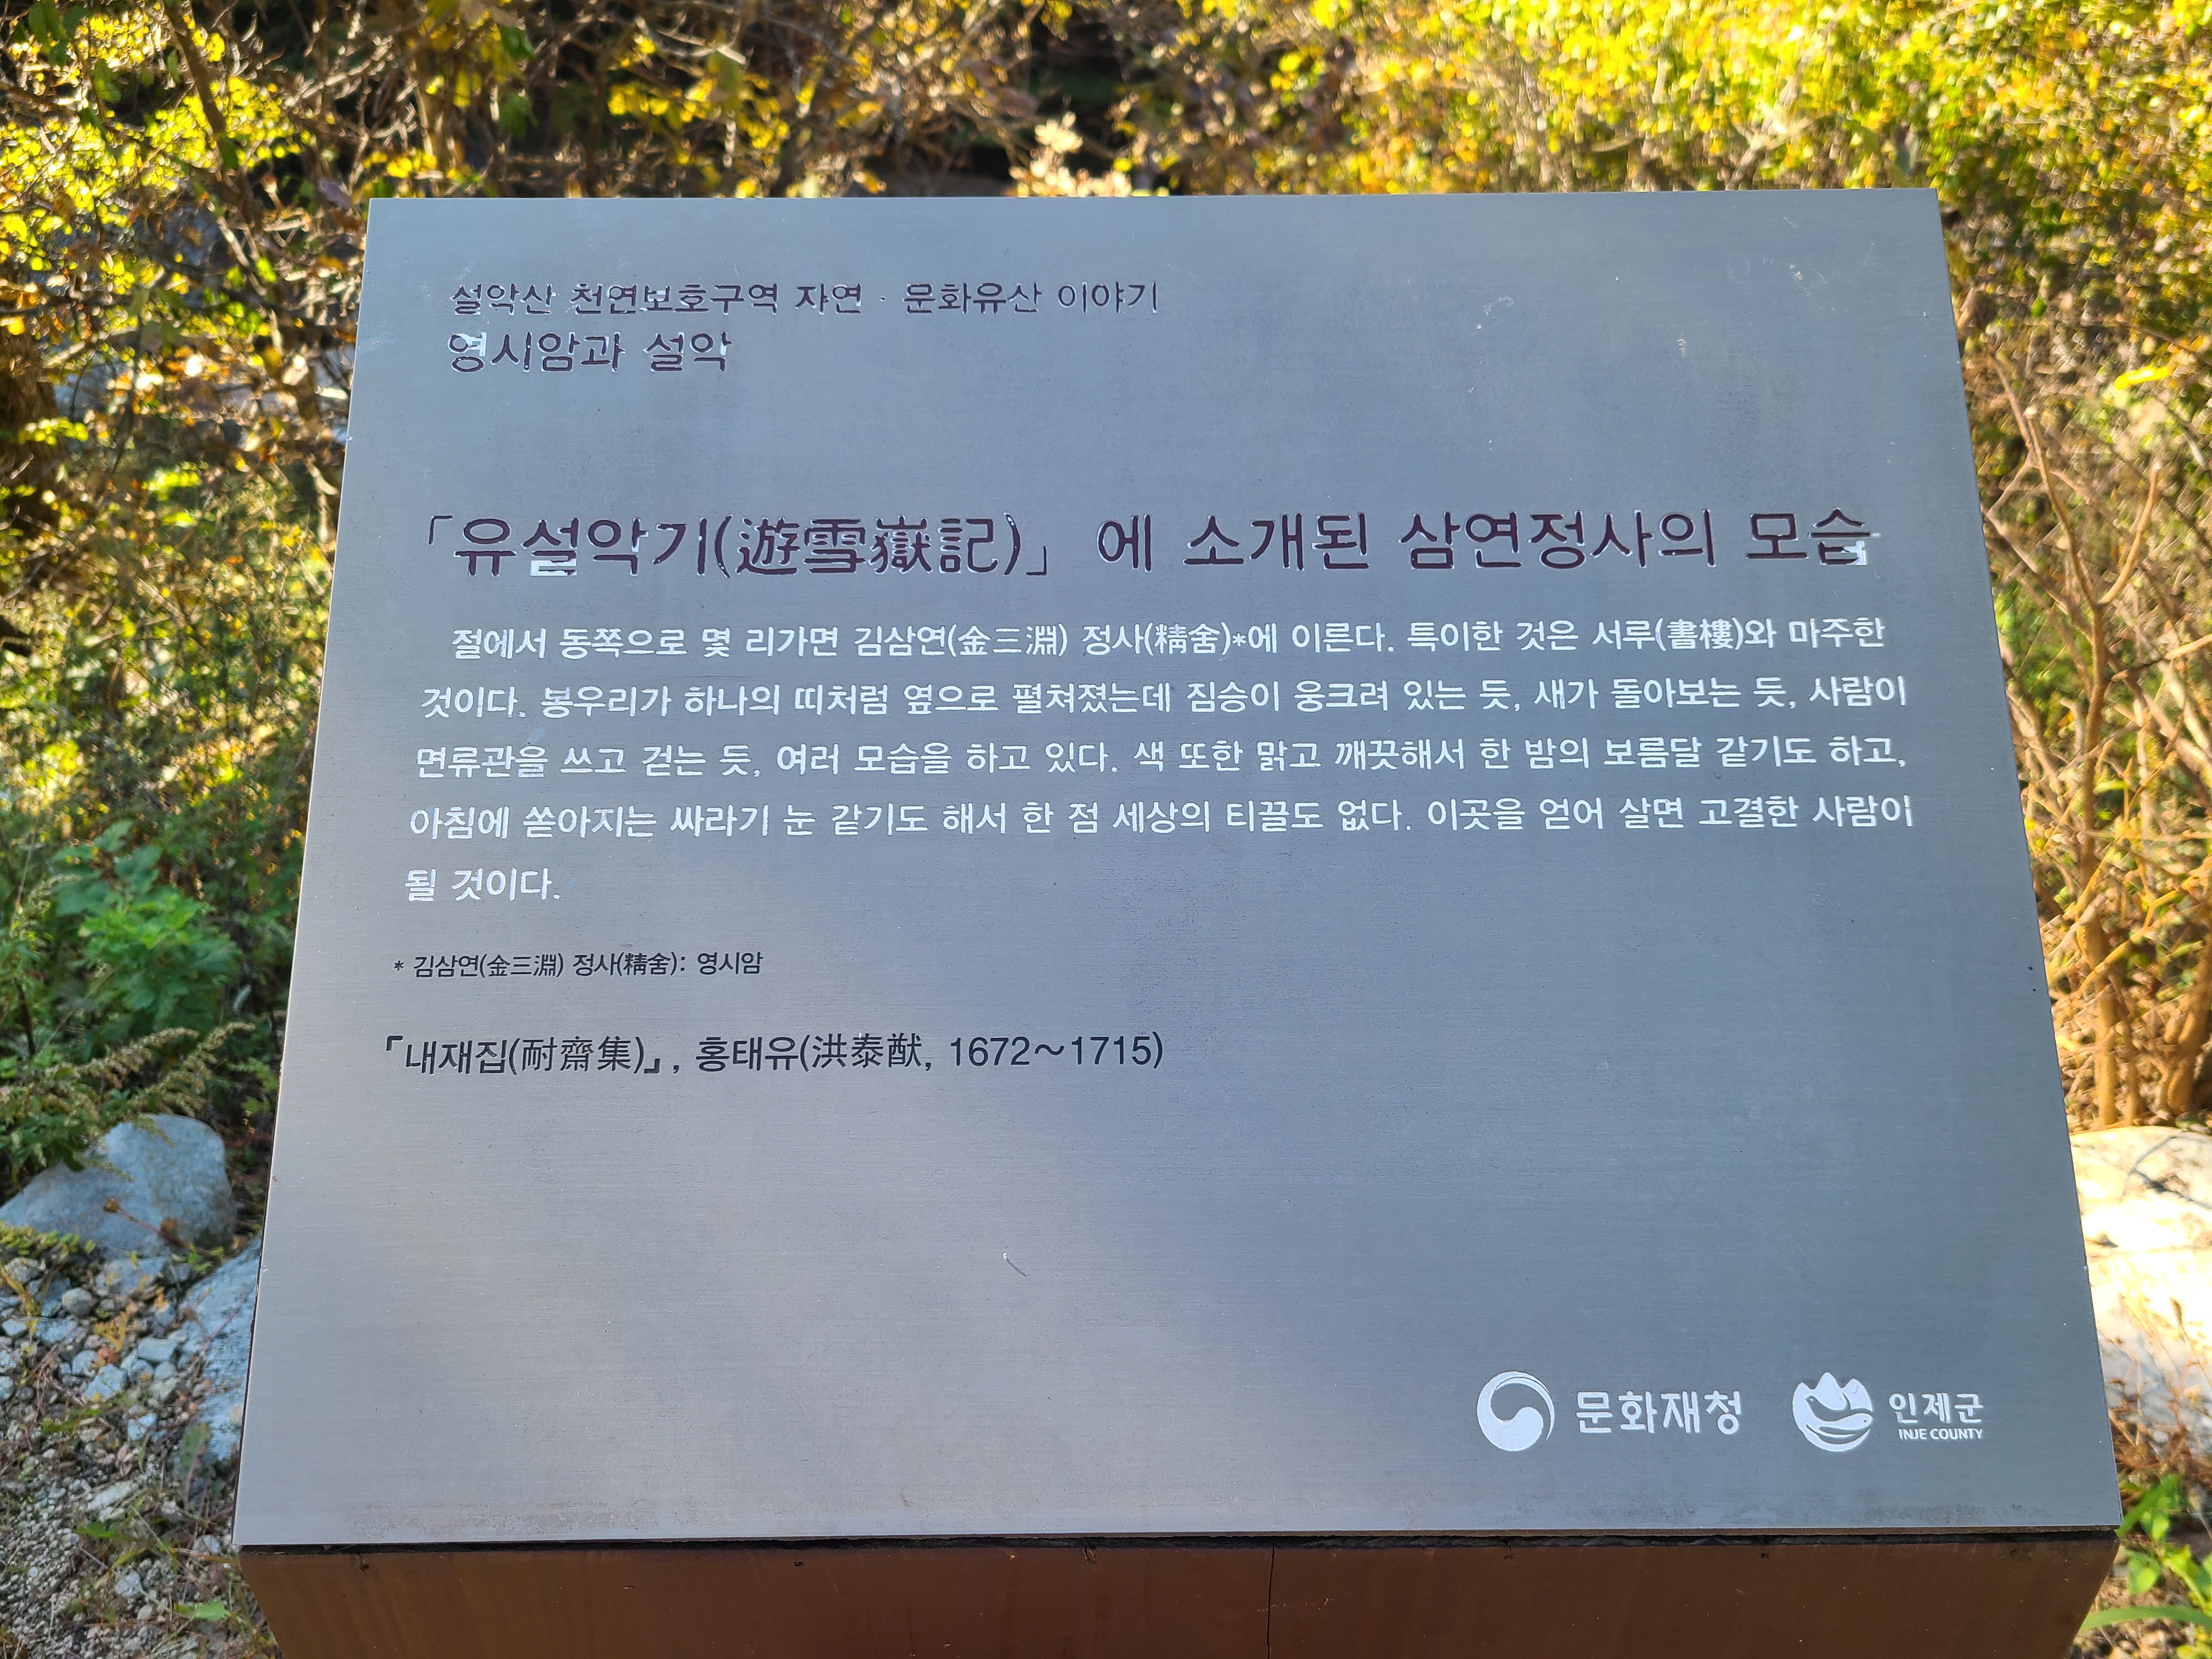 설악산 천연보호구역 자연 · 문화유산 이야기
영시암과 설악
「유설악기(遊雪嶽記)」에 소개된 삼연정사의 모습
절에서 동쪽으로 몇 리가면 김삼연(金三淵) 정사(精舍)*에 이른다. 특이한 것은 서루(書樓)와 마주한
것이다. 봉우리가 하나의 띠처럼 옆으로 펼쳐졌는데 짐승이 웅크려 있는 듯, 새가 돌아보는 듯, 사람이
면류관을 쓰고 걷는 듯, 여러 모습을 하고 있다. 색 또한 맑고 깨끗해서 한 밤의 보름달 같기도 하고,
아침에 쏟아지는 싸라기 눈 같기도 해서 한 점 세상의 티끌도 없다. 이곳을 얻어 살면 고결한 사람이
될 것이다.
* 김삼연(金三淵) 정사(精舍): 영시암
『내재집(耐齋集)』, 홍태유(洪泰猷, 1672～1715)
문화재청
인제군
INJE COUNTY